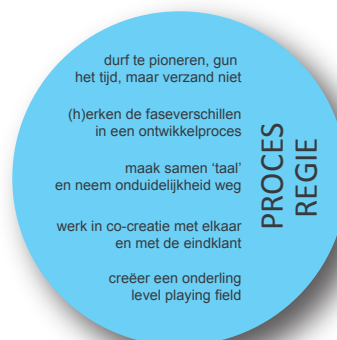 durf te pioneren, gun
het tijd, maar verzand niet
(h)erken de faseverschillen
in een ontwikkelproces
maak samen ‘taal’
en neem onduidelijkheid weg
werk in co-creatie met elkaar
en met de eindklant
creëer een onderling
level playing field
PROCES
REGIE